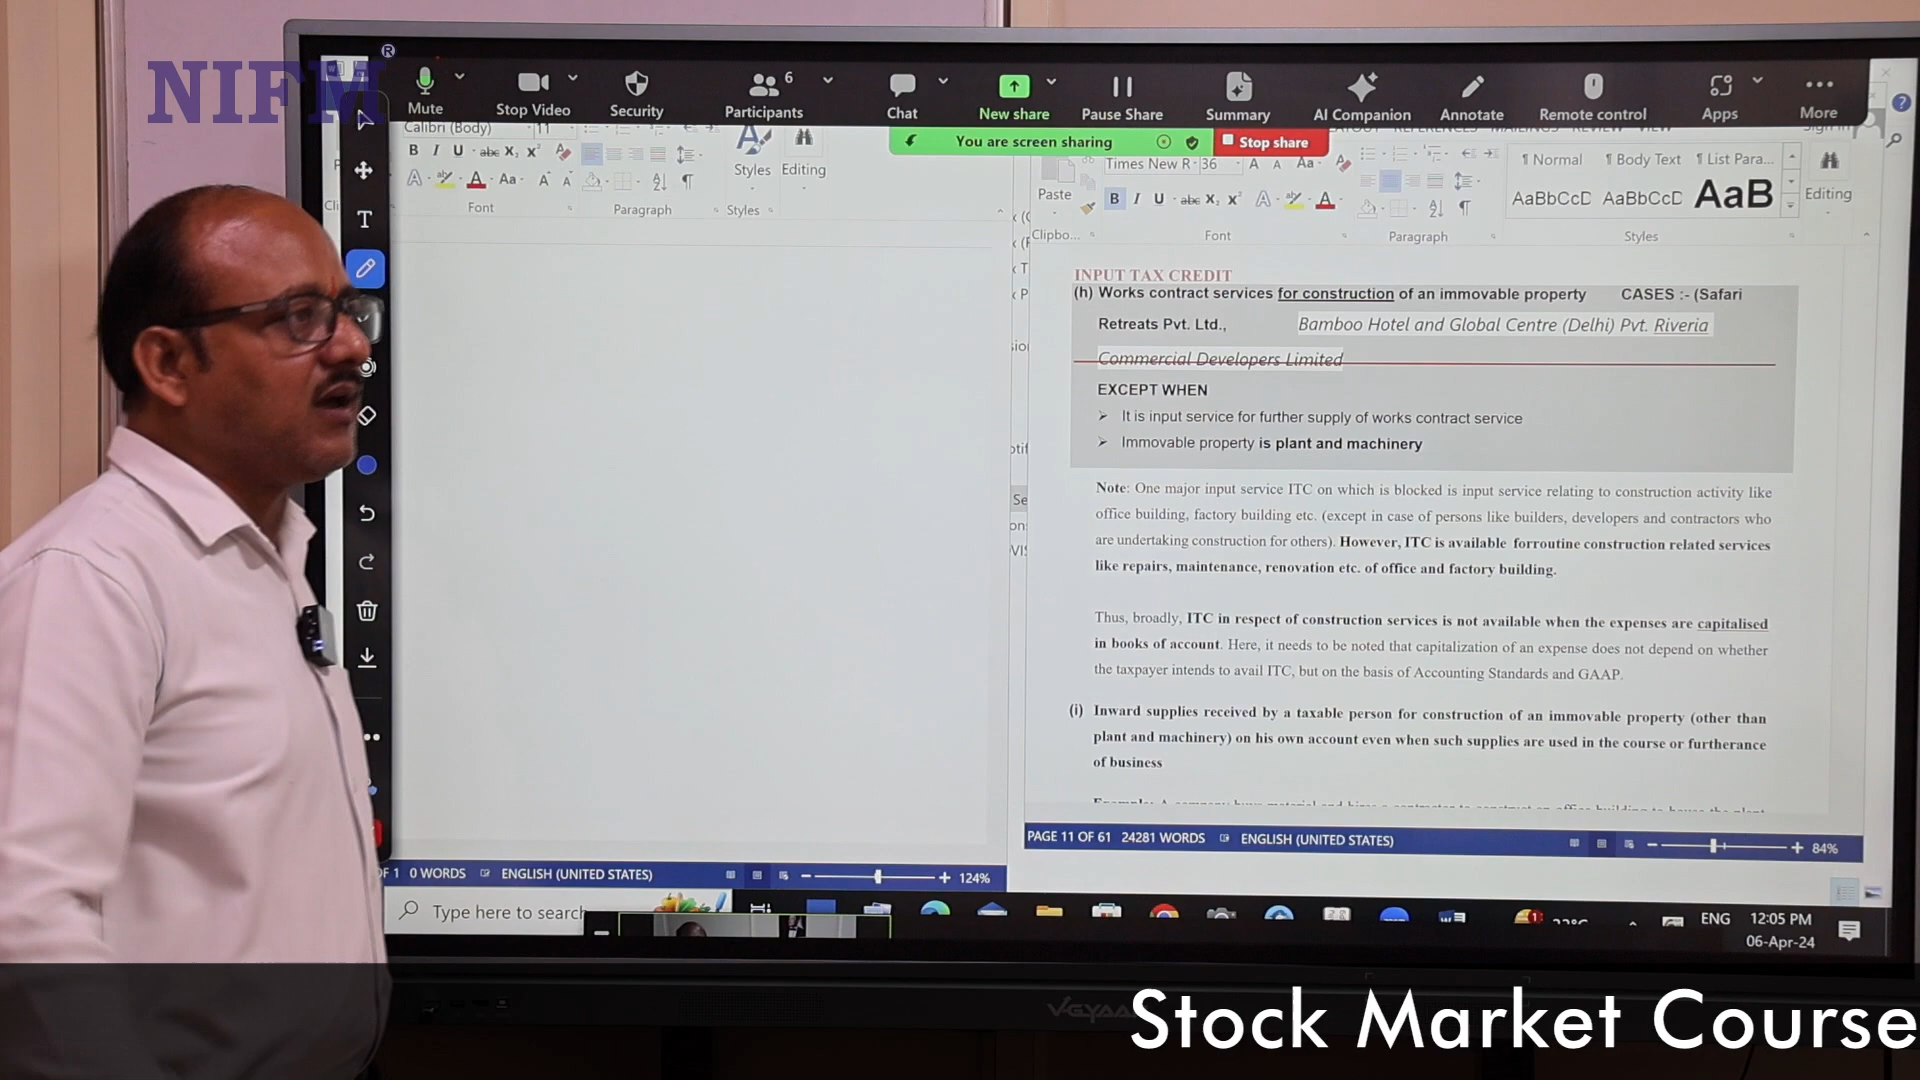 NIFM®
Mute
Stop Video
Security
Participants 6
Chat
New share
Pause Share
Summary
AI Companion
Annotate
Remote control
Apps
More
You are screen sharing
Stop share
Calibri (Body) 11
B I U abc X₂ X²
Styles
Editing
Font
Paragraph
Styles
Times New R 36
Paste
B I U abc X₂ X²
¶ Normal ¶ Body Text ¶ List Para...
AaBbCcD AaBbCcD AaB
Editing
Clipbo...
Font
Paragraph
Styles
INPUT TAX CREDIT
(h) Works contract services for construction of an immovable property CASES :- (Safari
Retreats Pvt. Ltd., Bamboo Hotel and Global Centre (Delhi) Pvt. Riveria
Commercial Developers Limited
EXCEPT WHEN
➢ It is input service for further supply of works contract service
➢ Immovable property is plant and machinery
Note: One major input service ITC on which is blocked is input service relating to construction activity like
office building, factory building etc. (except in case of persons like builders, developers and contractors who
are undertaking construction for others). However, ITC is available forroutine construction related services
like repairs, maintenance, renovation etc. of office and factory building.
Thus, broadly, ITC in respect of construction services is not available when the expenses are capitalised
in books of account. Here, it needs to be noted that capitalization of an expense does not depend on whether
the taxpayer intends to avail ITC, but on the basis of Accounting Standards and GAAP.
(i) Inward supplies received by a taxable person for construction of an immovable property (other than
plant and machinery) on his own account even when such supplies are used in the course or furtherance
of business
PAGE 11 OF 61 24281 WORDS ENGLISH (UNITED STATES) 84%
OF 1 0 WORDS ENGLISH (UNITED STATES) 124%
Type here to search
ENG 12:05 PM
06-Apr-24
Stock Market Course